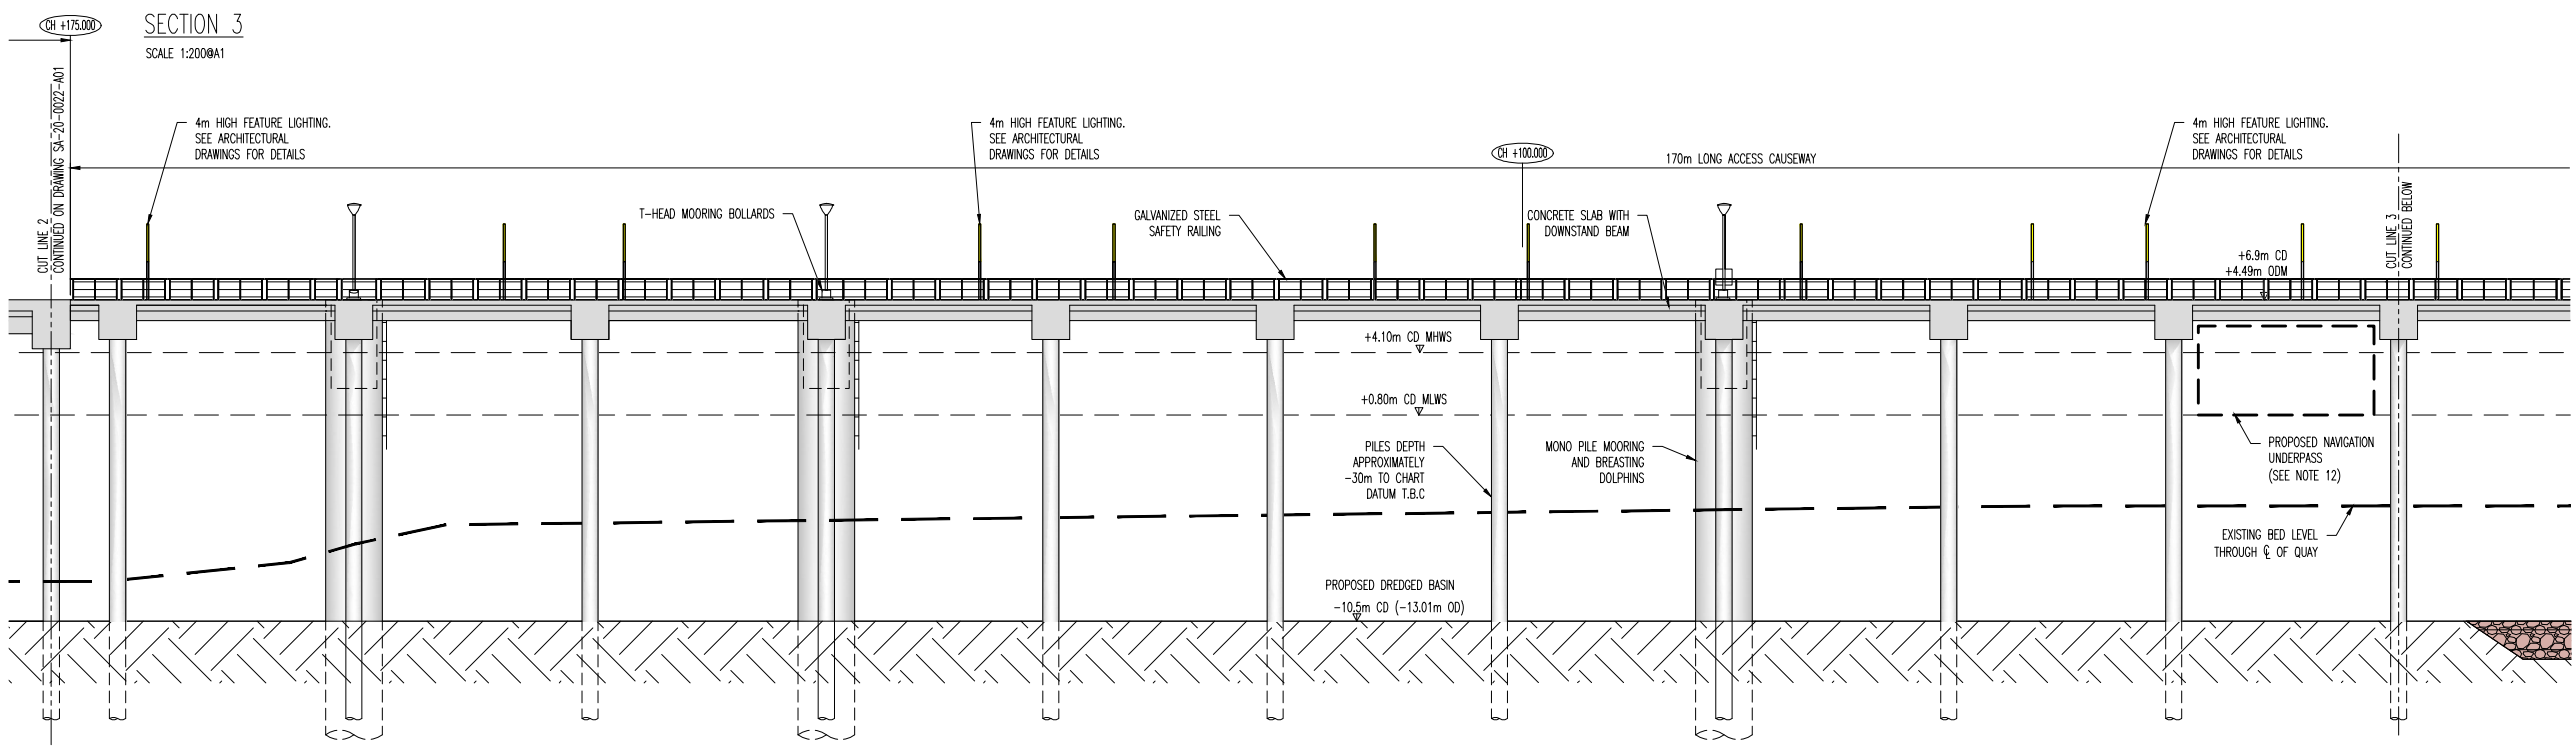 CH +175.000
SECTION 3
SCALE 1:200@A1
CUT LINE 2
CONTINUED ON DRAWING SA-20-0022-A01
4m HIGH FEATURE LIGHTING.
SEE ARCHITECTURAL
DRAWINGS FOR DETAILS
T-HEAD MOORING BOLLARDS
4m HIGH FEATURE LIGHTING.
SEE ARCHITECTURAL
DRAWINGS FOR DETAILS
GALVANIZED STEEL
SAFETY RAILING
CH +100.000
CONCRETE SLAB WITH
DOWNSTAND BEAM
170m LONG ACCESS CAUSEWAY
4m HIGH FEATURE LIGHTING.
SEE ARCHITECTURAL
DRAWINGS FOR DETAILS
+6.9m CD
+4.49m ODM
CUT LINE 3
CONTINUED BELOW
+4.10m CD MHWS
+0.80m CD MLWS
PILES DEPTH
APPROXIMATELY
-30m TO CHART
DATUM T.B.C
MONO PILE MOORING
AND BREASTING
DOLPHINS
PROPOSED NAVIGATION
UNDERPASS
(SEE NOTE 12)
EXISTING BED LEVEL
THROUGH ℄ OF QUAY
PROPOSED DREDGED BASIN
-10.5m CD (-13.01m OD)